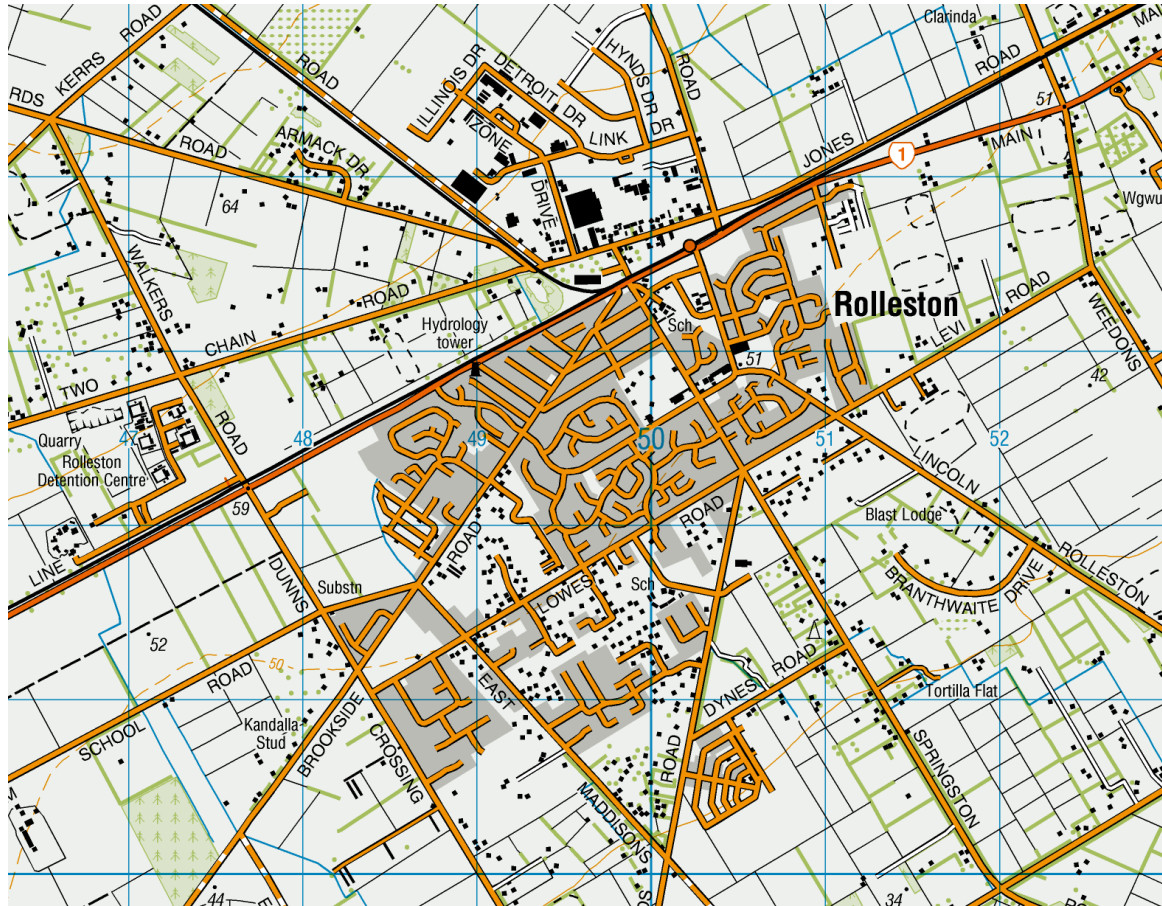 Clarinda
ROAD
KERRS
ROAD
ILLINOIS DR
DETROIT DR
HYNDS DR
ROAD
ROAD
RDS
ROAD
ARMACK DR
IZONE
DRIVE
LINK
DR
JONES
1
MAIN
51
64
Wgwu
WALKERS
ROAD
CHAIN
TWO
ROAD
Hydrology
tower
Sch
Rolleston
LEVI
ROAD
WEEDONS
51
42
47
48
49
50
51
52
Quarry
Rolleston
Detention Centre
59
LINE
ROAD
ROAD
LINCOLN
ROLLESTON
Blast Lodge
BRANTHWAITE
DRIVE
DUNNS
Substn
LOWES
Sch
52
50
SCHOOL
ROAD
Kandalla
Stud
BROOKSIDE
CROSSING
EAST
MADDISONS
ROAD
DYNES
ROAD
Tortilla Flat
SPRINGSTON
44
34